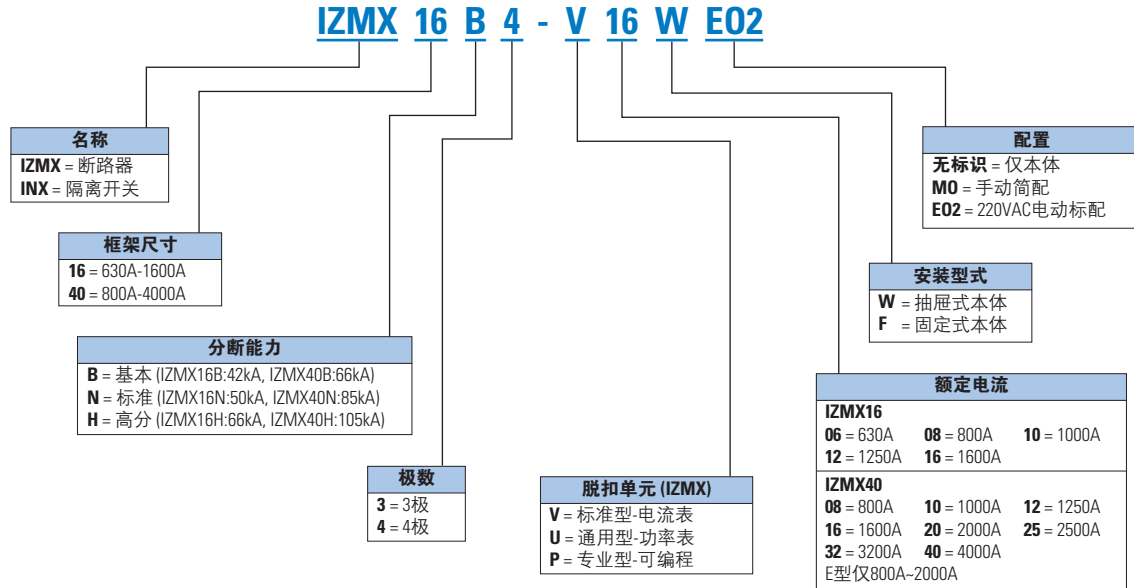 IZMX 16 B 4 - V 16 W EO2
名称
IZMX = 断路器
INX = 隔离开关
框架尺寸
16 = 630A-1600A
40 = 800A-4000A
分断能力
B = 基本 (IZMX16B:42kA, IZMX40B:66kA)
N = 标准 (IZMX16N:50kA, IZMX40N:85kA)
H = 高分 (IZMX16H:66kA, IZMX40H:105kA)
极数
3 = 3极
4 = 4极
脱扣单元 (IZMX)
V = 标准型-电流表
U = 通用型-功率表
P = 专业型-可编程
配置
无标识 = 仅本体
MO = 手动简配
EO2 = 220VAC电动标配
安装型式
W = 抽屉式本体
F = 固定式本体
额定电流
IZMX16
06 = 630A 08 = 800A 10 = 1000A
12 = 1250A 16 = 1600A
IZMX40
08 = 800A 10 = 1000A 12 = 1250A
16 = 1600A 20 = 2000A 25 = 2500A
32 = 3200A 40 = 4000A
E型仅800A~2000A